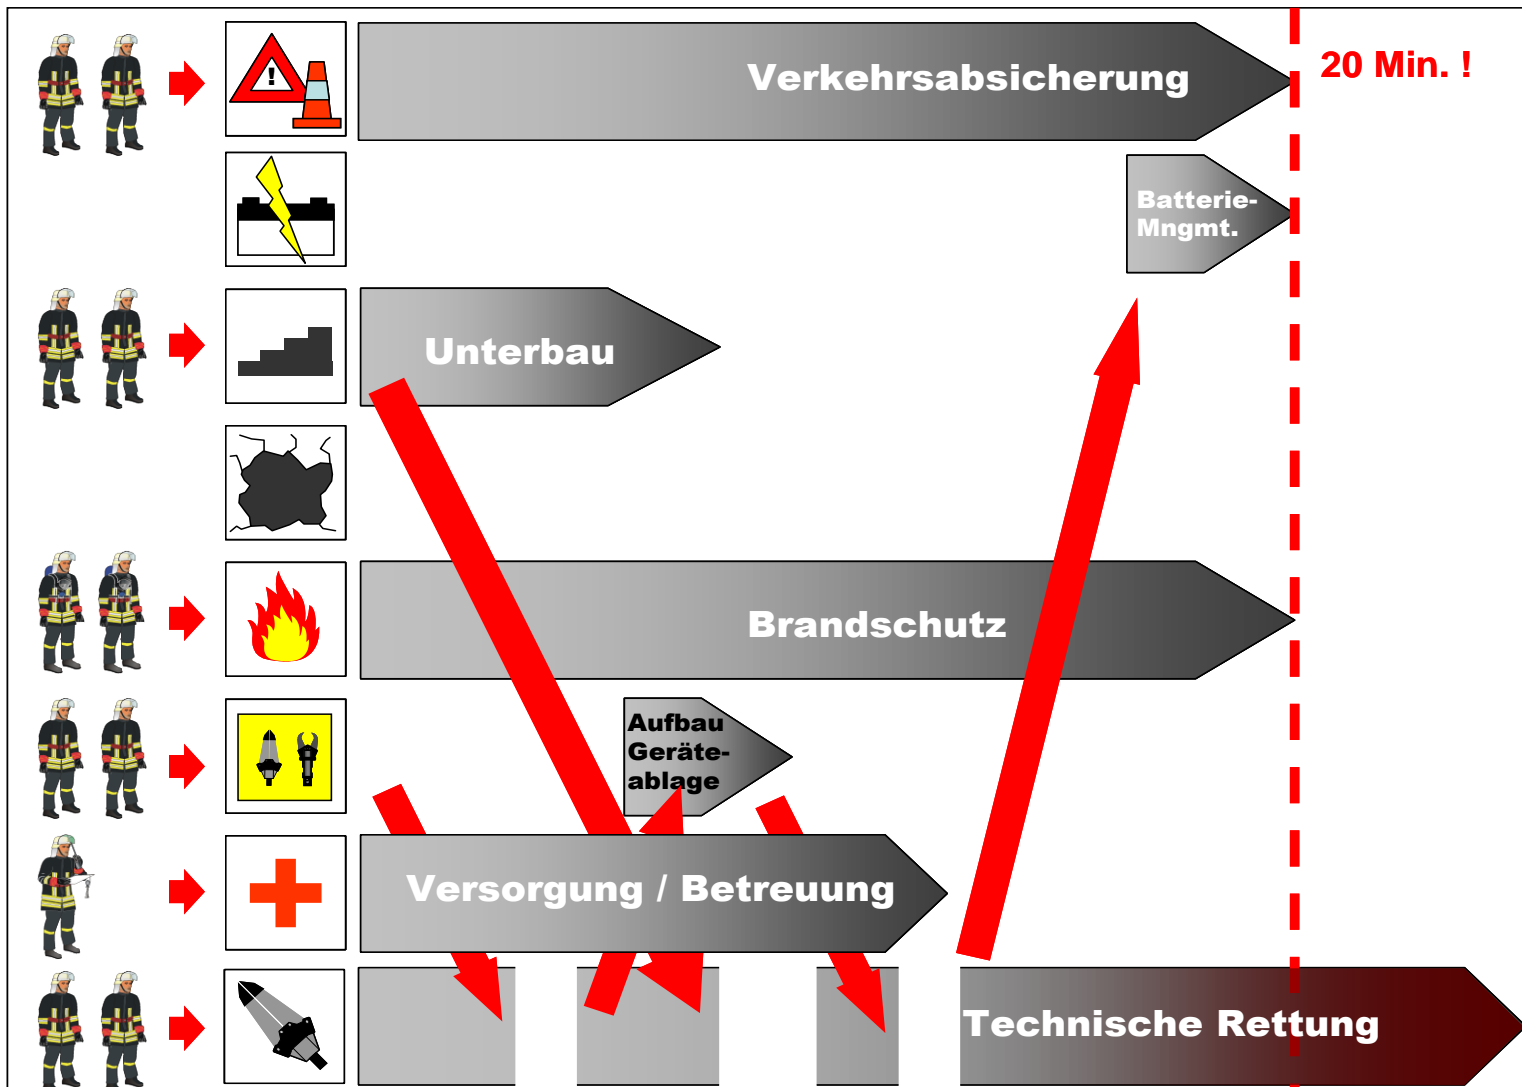 Verkehrsabsicherung
20 Min. !
!
Batterie-
Mngmt.
Unterbau
Brandschutz
Aufbau
Geräte-
ablage
Versorgung / Betreuung
Technische Rettung